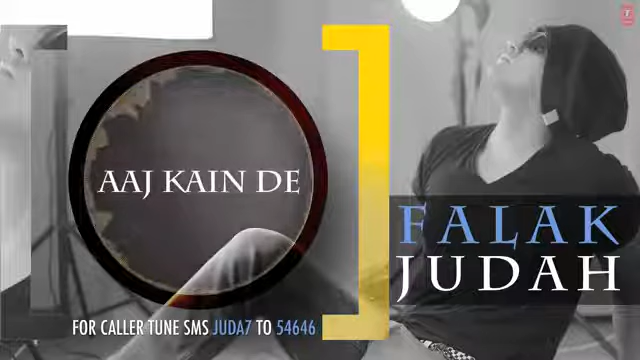 AAJ KAIN DE
FALAK
JUDAH
FOR CALLER TUNE SMS JUDA7 TO 54646